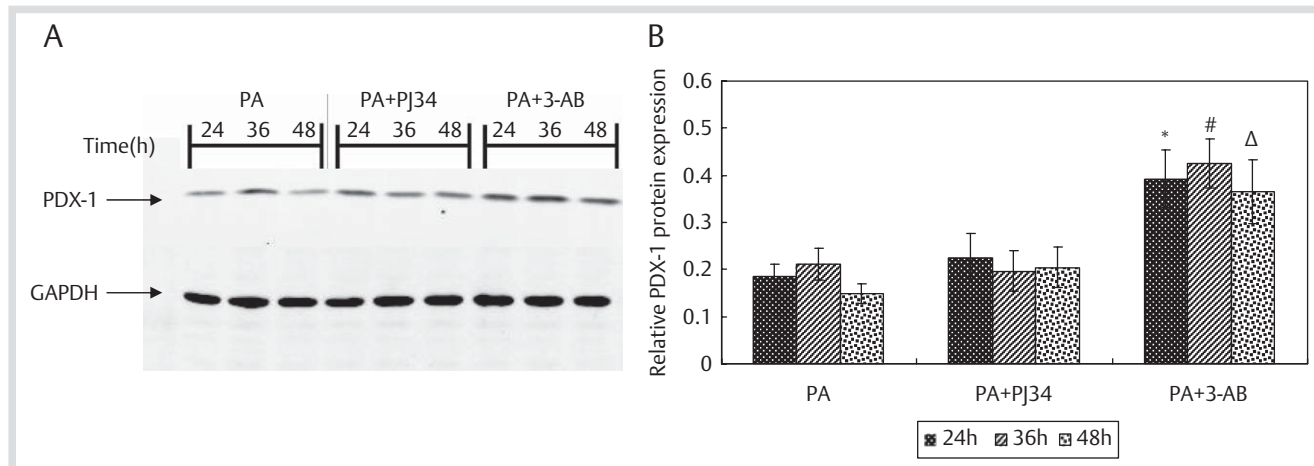 A
PA PA+PJ34 PA+3-AB
24 36 48 24 36 48 24 36 48
Time(h)
PDX-1
GAPDH
B
Relative PDX-1 protein expression
0.6
0.5
0.4
0.3
0.2
0.1
0
* # Δ
PA PA+PJ34 PA+3-AB
24h 36h 48h